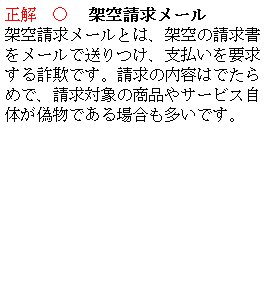 正解　○　架空請求メール
架空請求メールとは、架空の請求書
をメールで送りつけ、支払いを要求
する詐欺です。請求の内容はでたら
めで、請求対象の商品やサービス自
体が偽物である場合も多いです。